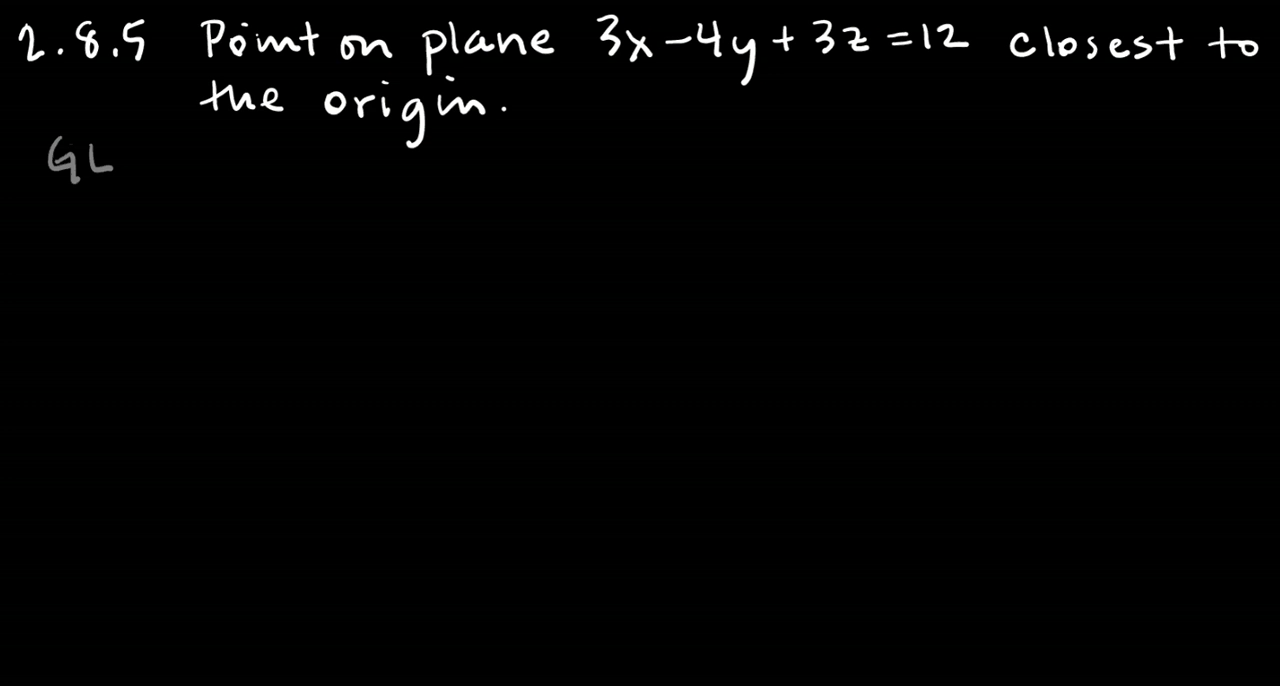 2.8.5 Point on plane 3x-4y+3z=12 closest to
the origin.
GL